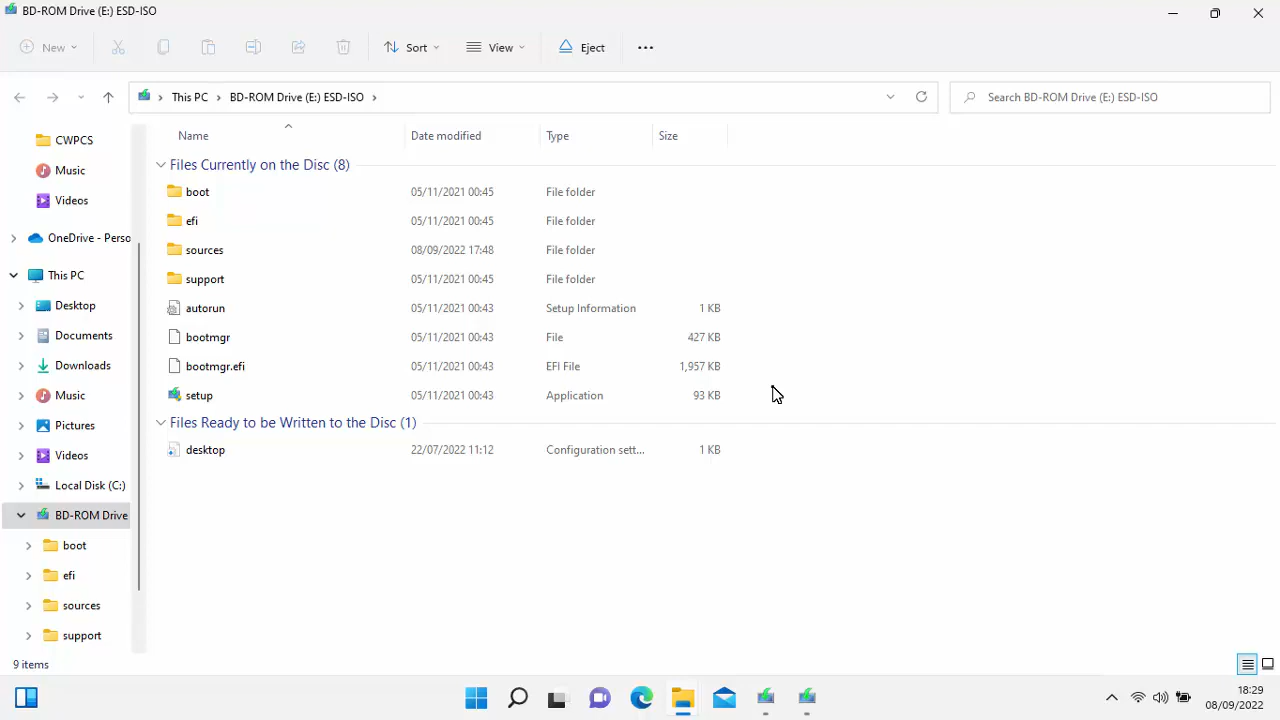 BD-ROM Drive (E:) ESD-ISO
New
Sort
View
Eject
This PC
BD-ROM Drive (E:) ESD-ISO
Search BD-ROM Drive (E:) ESD-ISO
CWPCS
Music
Videos
OneDrive - Perso
This PC
Desktop
Documents
Downloads
Music
Pictures
Videos
Local Disk (C:)
BD-ROM Drive
boot
efi
sources
support
Name Date modified Type Size
Files Currently on the Disc (8)
boot 05/11/2021 00:45 File folder
efi 05/11/2021 00:45 File folder
sources 08/09/2022 17:48 File folder
support 05/11/2021 00:45 File folder
autorun 05/11/2021 00:43 Setup Information 1 KB
bootmgr 05/11/2021 00:43 File 427 KB
bootmgr.efi 05/11/2021 00:43 EFI File 1,957 KB
setup 05/11/2021 00:43 Application 93 KB
Files Ready to be Written to the Disc (1)
desktop 22/07/2022 11:12 Configuration sett... 1 KB
9 items
18:29
08/09/2022